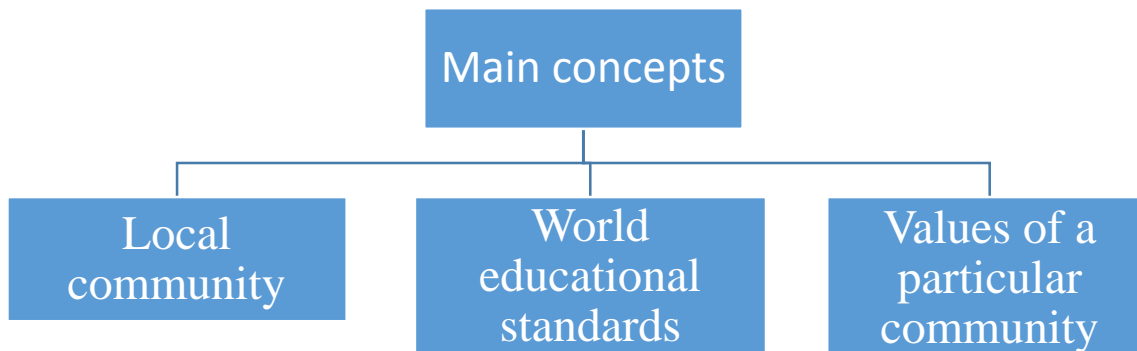 Main concepts
Local
community
World
educational
standards
Values of a
particular
community